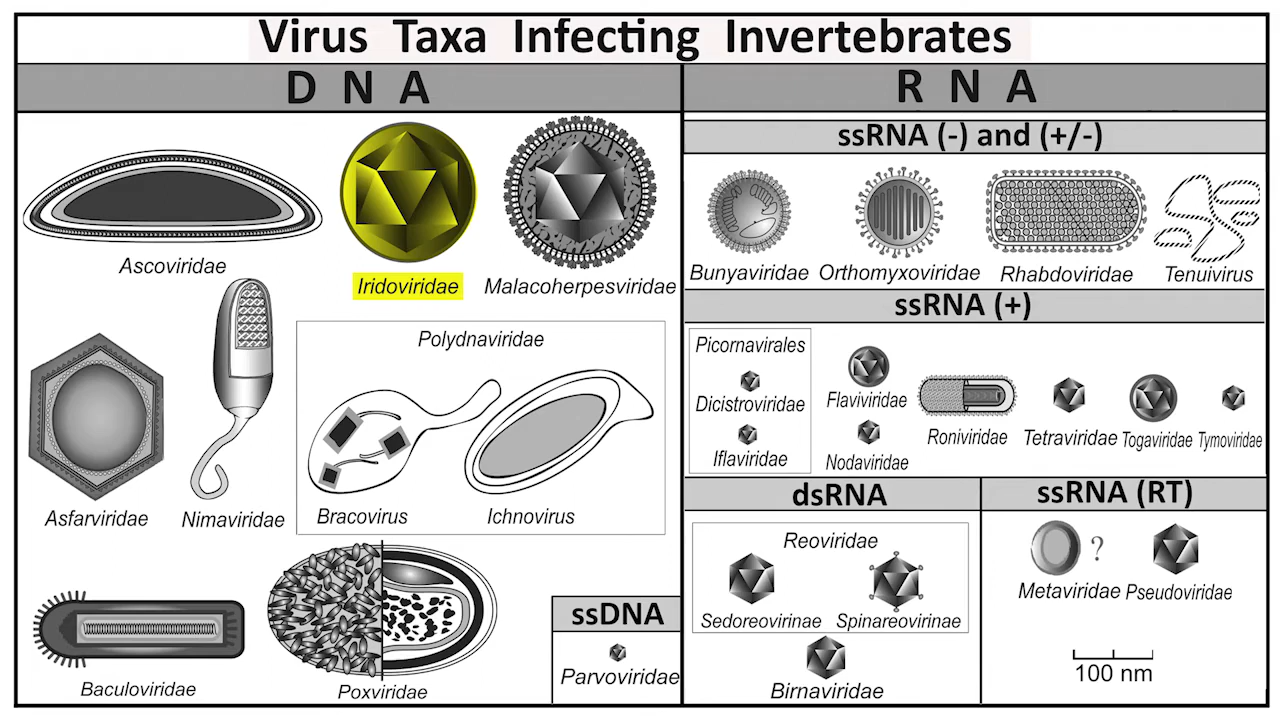 Virus Taxa Infecting Invertebrates
DNA
RNA
ssRNA (-) and (+/-)
Ascoviridae
Iridoviridae
Malacoherpesviridae
Bunyaviridae
Orthomyxoviridae
Rhabdoviridae
Tenuivirus
ssRNA (+)
Polydnaviridae
Bracovirus
Ichnovirus
Asfarviridae
Nimaviridae
Picornavirales
Dicistroviridae
Iflaviridae
Flaviviridae
Nodaviridae
Roniviridae
Tetraviridae
Togaviridae
Tymoviridae
dsRNA
ssRNA (RT)
Reoviridae
Sedoreovirinae
Spinareovirinae
Birnaviridae
?
Metaviridae
Pseudoviridae
Baculoviridae
Poxviridae
ssDNA
Parvoviridae
100 nm